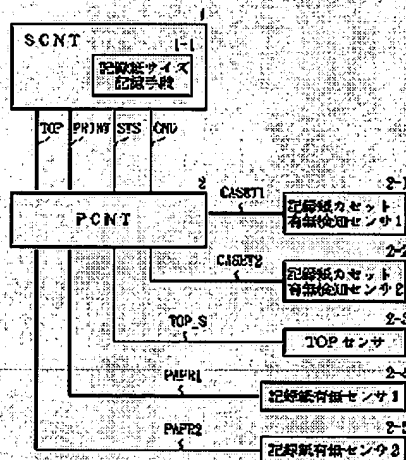 1
SCNT
1-1
記録紙サイズ
記憶手段
TOP
PRINT
STS
CMD
2
PCNT
CASET1
2-1
記録紙カセット
有無検知センサ1
2-2
CASET2
記録紙カセット
有無検知センサ2
2-3
TOP_S
TOPセンサ
2-4
PAPR1
記録紙有無センサ1
2-5
PAPR2
記録紙有無センサ2